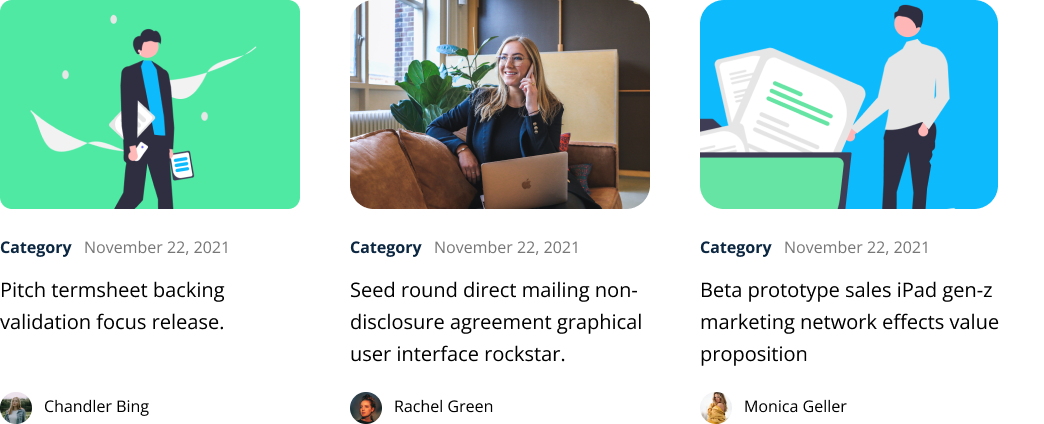 Category November 22, 2021
Pitch termsheet backing
validation focus release.
Chandler Bing
Category November 22, 2021
Seed round direct mailing non-
disclosure agreement graphical
user interface rockstar.
Rachel Green
Category November 22, 2021
Beta prototype sales iPad gen-z
marketing network effects value
proposition
Monica Geller